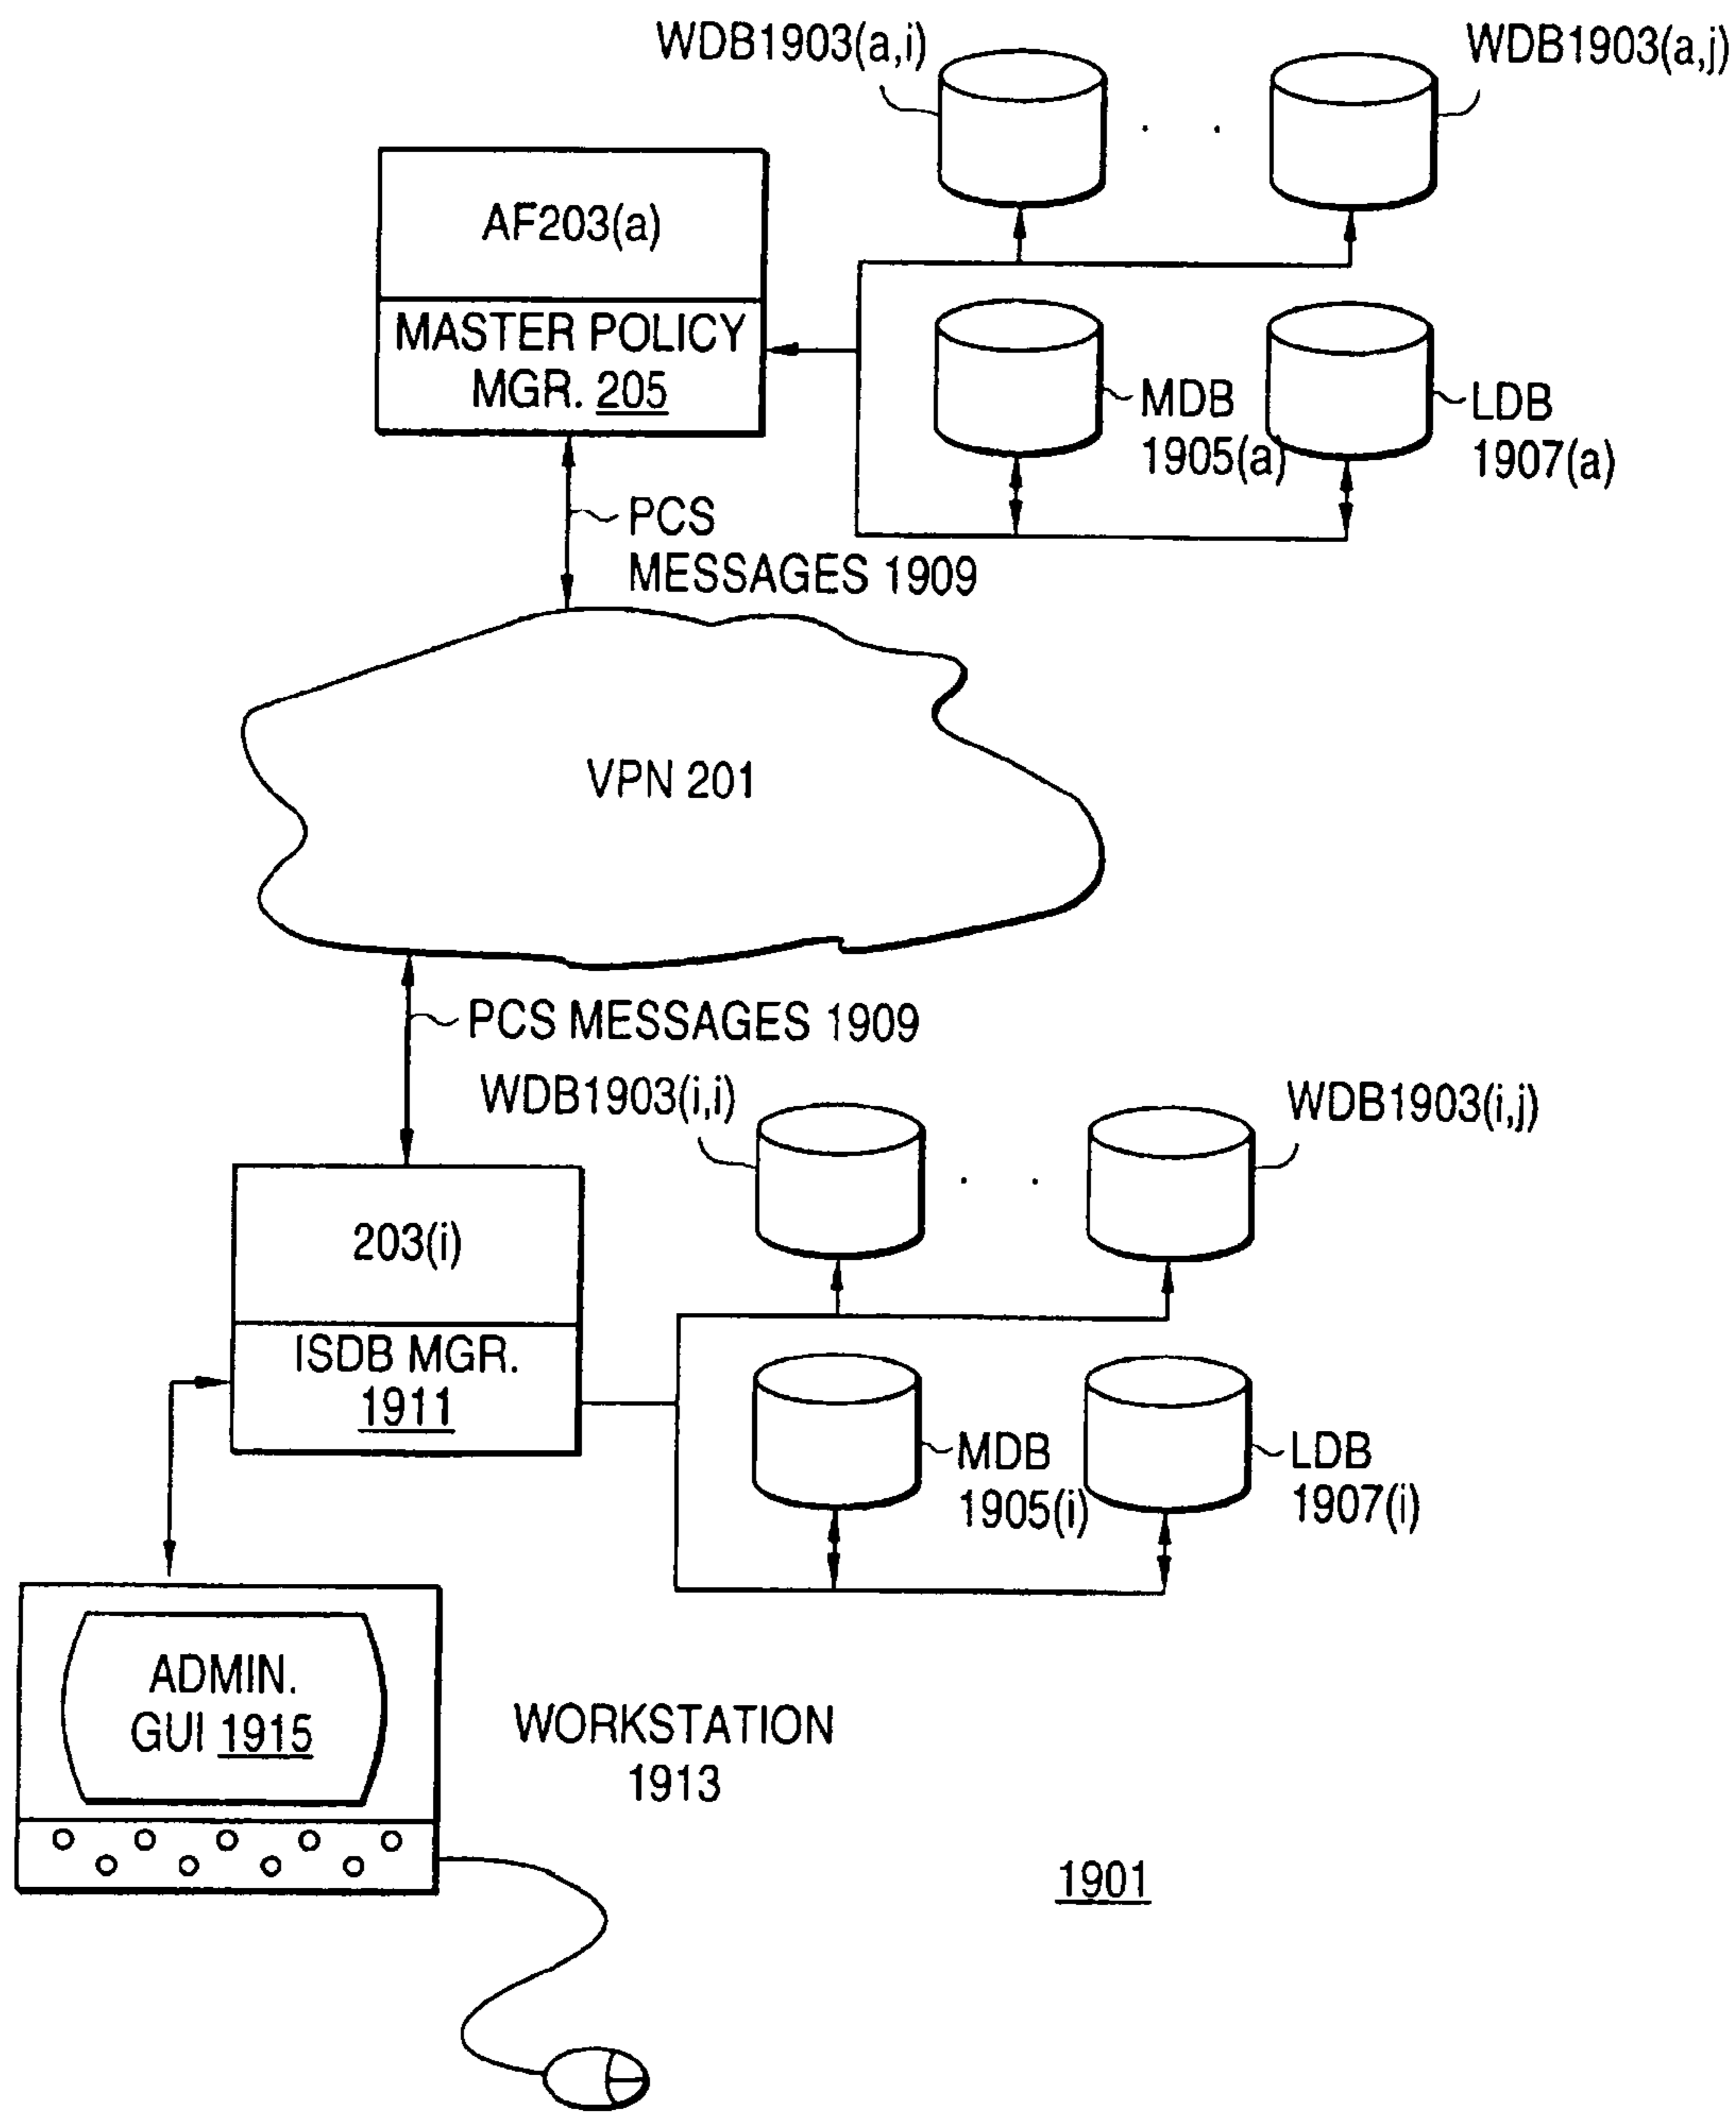 WDB1903(a,i)
WDB1903(a,j)
AF203(a)
MASTER POLICY
MGR. 205
MDB
1905(a)
LDB
1907(a)
PCS
MESSAGES 1909
VPN 201
PCS MESSAGES 1909
WDB1903(i,i)
WDB1903(i,j)
203(i)
ISDB MGR.
1911
MDB
1905(i)
LDB
1907(i)
ADMIN.
GUI 1915
WORKSTATION
1913
1901